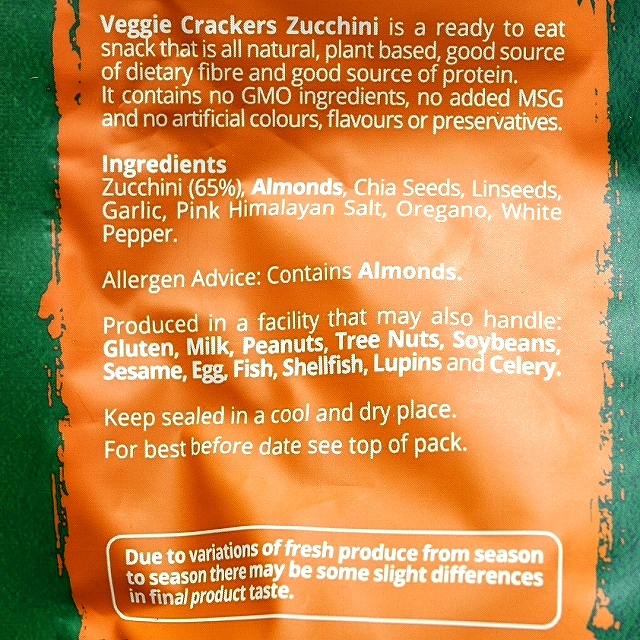 Veggie Crackers Zucchini is a ready to eat
snack that is all natural, plant based, good source
of dietary fibre and good source of protein.
It contains no GMO ingredients, no added MSG
and no artificial colours, flavours or preservatives.
Ingredients
Zucchini (65%), Almonds, Chia Seeds, Linseeds,
Garlic, Pink Himalayan Salt, Oregano, White
Pepper.
Allergen Advice: Contains Almonds.
Produced in a facility that may also handle:
Gluten, Milk, Peanuts, Tree Nuts, Soybeans,
Sesame, Egg, Fish, Shellfish, Lupins and Celery.
Keep sealed in a cool and dry place.
For best before date see top of pack.
Due to variations of fresh produce from season
to season there may be some slight differences
in final product taste.